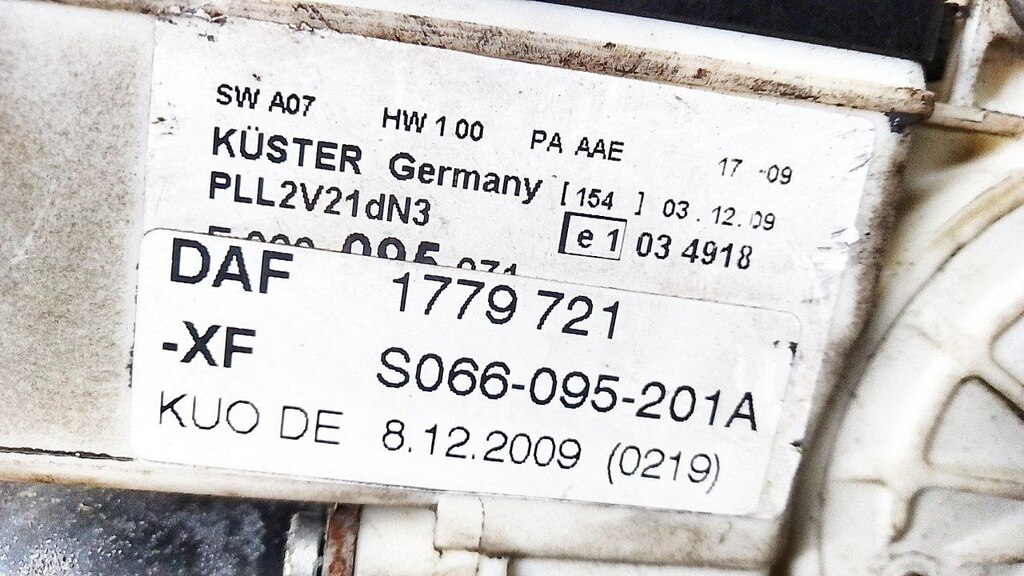 SW A07 HW 1 00 PA AAE 17 -09
KÜSTER Germany [ 154 ] 03.12.09
PLL2V21dN3 e 1 03 4918
095
DAF 1779 721
-XF S066-095-201A
KUO DE 8.12.2009 (0219)